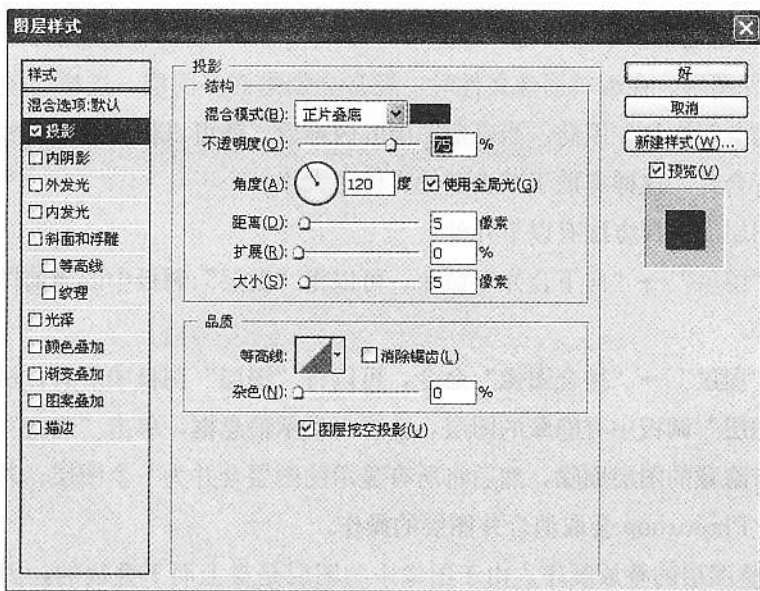 图层样式
样式
混合选项:默认
投影
内阴影
外发光
内发光
斜面和浮雕
等高线
纹理
光泽
颜色叠加
渐变叠加
图案叠加
描边
投影
结构
混合模式(B): 正片叠底
不透明度(O): 75 %
角度(A): 120 度 使用全局光(G)
距离(D): 5 像素
扩展(R): 0 %
大小(S): 5 像素
品质
等高线: 消除锯齿(L)
杂色(N): 0 %
图层挖空投影(U)
好
取消
新建样式(W)...
预览(V)